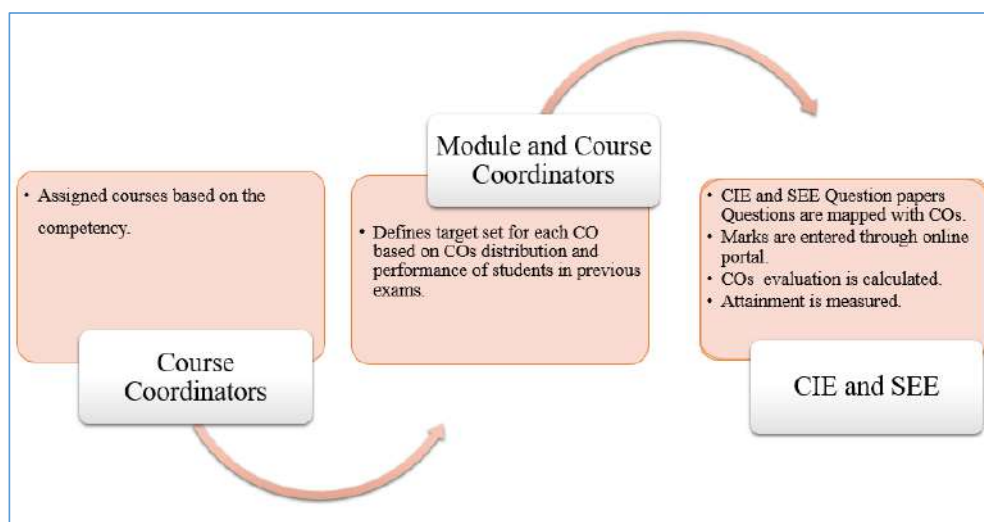 • Assigned courses based on the
competency.
Course
Coordinators
Module and Course
Coordinators
• Defines target set for each CO
based on COs distribution and
performance of students in previous
exams.
• CIE and SEE Question papers
Questions are mapped with COs.
• Marks are entered through online
portal.
• COs evaluation is calculated.
• Attainment is measured.
CIE and SEE